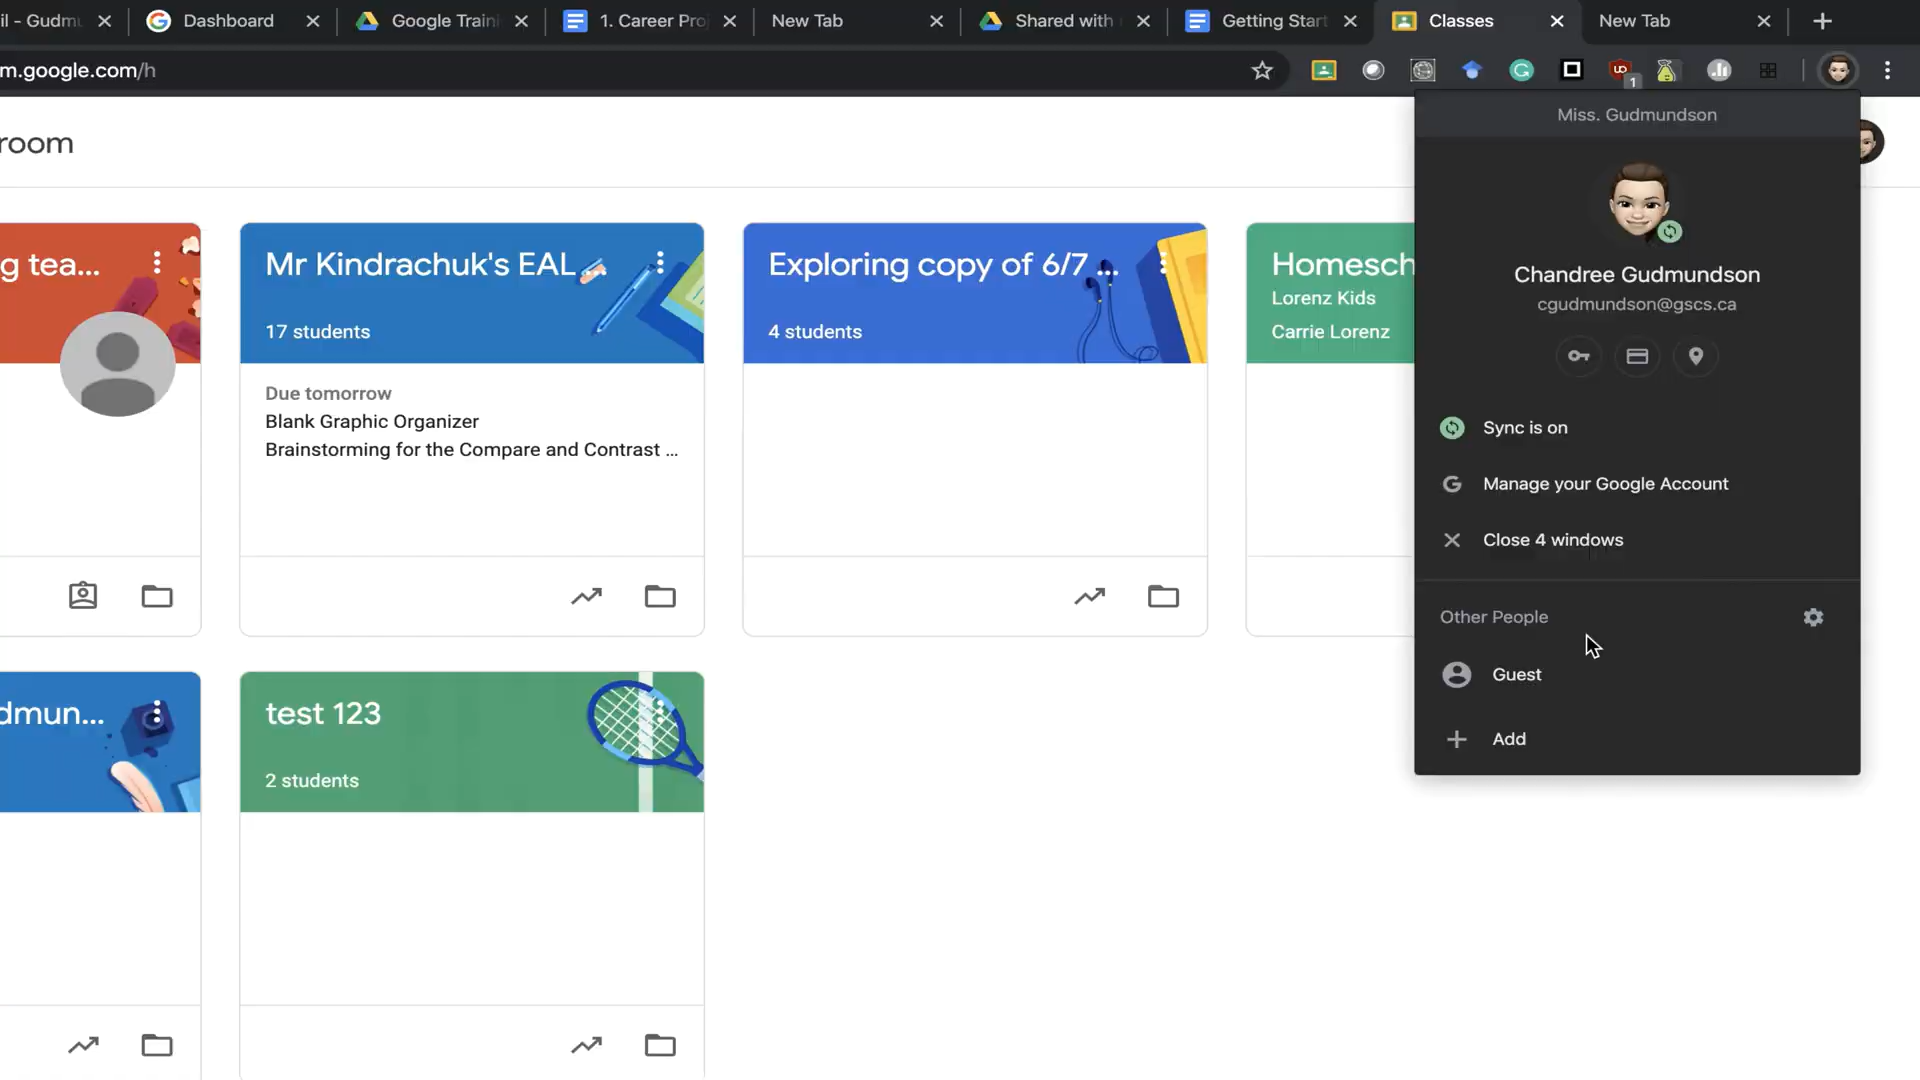 il - Gudmu
Dashboard
Google Traini
1. Career Pro
New Tab
Shared with
Getting Start
Classes
New Tab
m.google.com/h
1
Miss. Gudmundson
room
Chandree Gudmundson
cgudmundson@gscs.ca
Sync is on
Manage your Google Account
Close 4 windows
Other People
Guest
Add
g tea...
Mr Kindrachuk's EAL...
17 students
Due tomorrow
Blank Graphic Organizer
Brainstorming for the Compare and Contrast ...
Exploring copy of 6/7 ...
4 students
Homesch
Lorenz Kids
Carrie Lorenz
dmun...
test 123
2 students